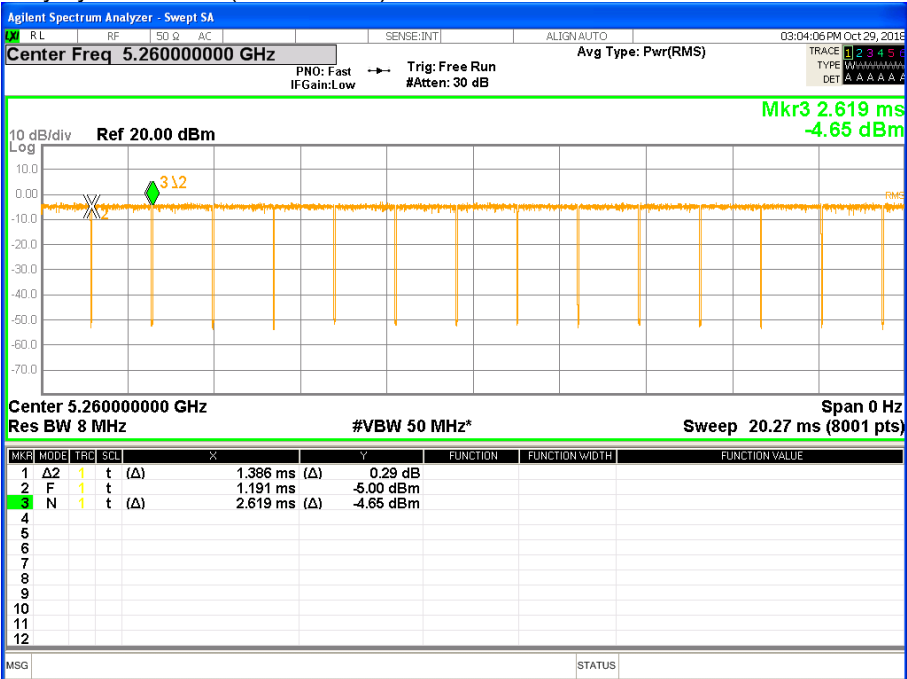 Agilent Spectrum Analyzer - Swept SA
LXI RL RF 50 Ω AC SENSE:INT ALIGN AUTO 03:04:06 PM Oct 29, 2018
Center Freq 5.260000000 GHz Avg Type: Pwr(RMS) TRACE 1 2 3 4 5 6
PNO: Fast Trig: Free Run TYPE W
IFGain:Low #Atten: 30 dB DET A A A A A A
Mkr3 2.619 ms
10 dB/div Ref 20.00 dBm -4.65 dBm
Log
10.0
3Δ2
0.00
RMS
2
-10.0
-20.0
-30.0
-40.0
-50.0
-60.0
-70.0
Center 5.260000000 GHz Span 0 Hz
Res BW 8 MHz #VBW 50 MHz* Sweep 20.27 ms (8001 pts)
MKR MODE TRC SCL X Y FUNCTION FUNCTION WIDTH FUNCTION VALUE
1 Δ2 1 t (Δ) 1.386 ms (Δ) 0.29 dB
2 F 1 t 1.191 ms -5.00 dBm
3 N 1 t (Δ) 2.619 ms (Δ) -4.65 dBm
4
5
6
7
8
9
10
11
12
MSG STATUS